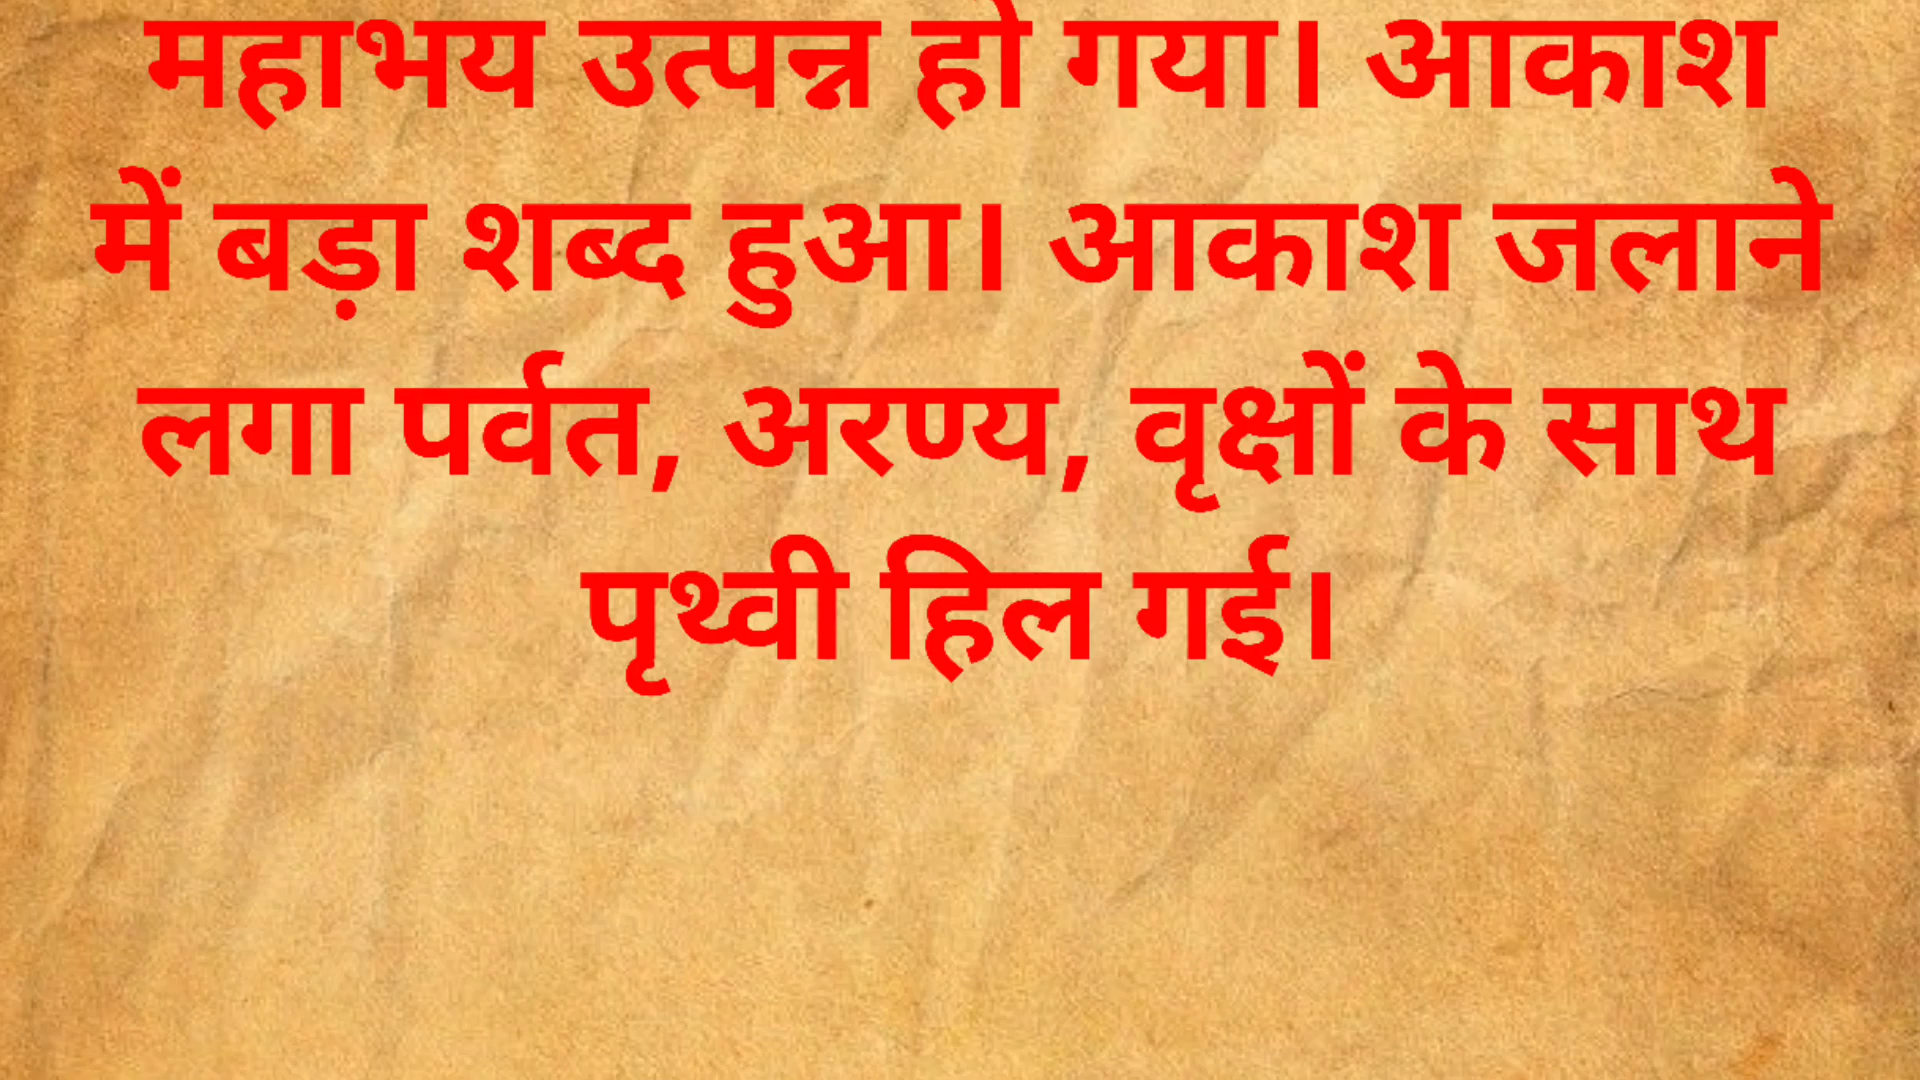 महाभय उत्पन्न हो गया। आकाश
में बड़ा शब्द हुआ। आकाश जलाने
लगा पर्वत, अरण्य, वृक्षों के साथ
पृथ्वी हिल गई।